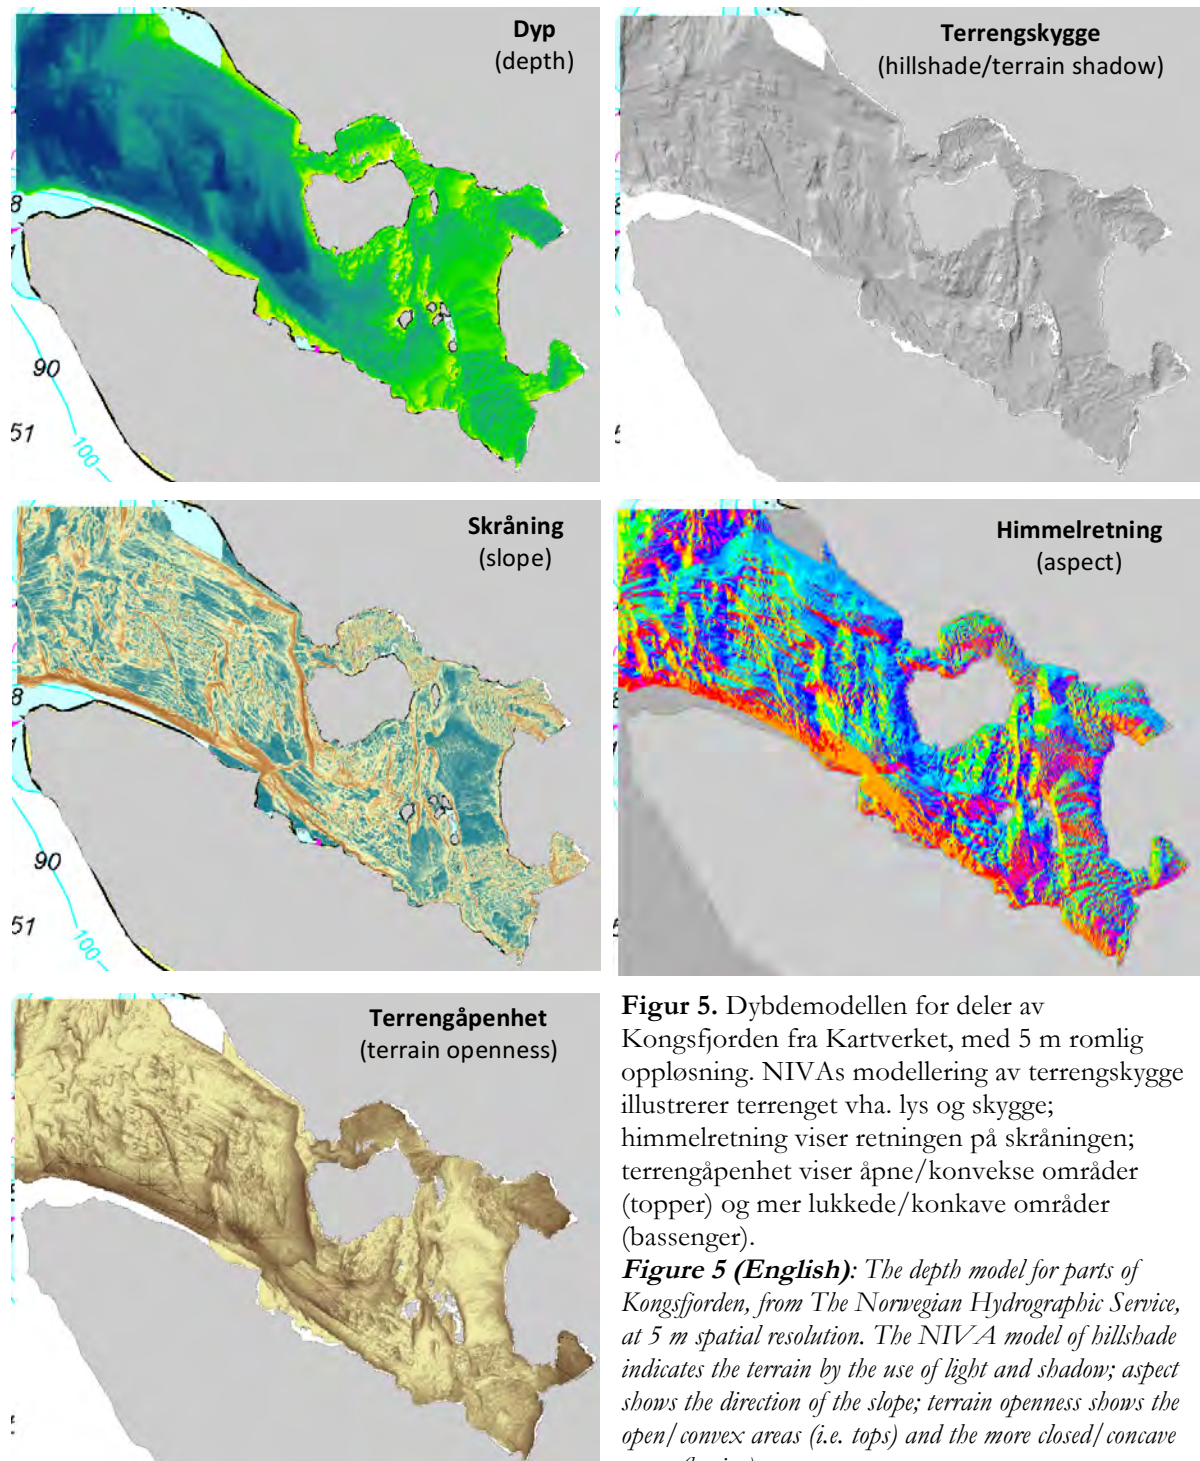 Dyp
(depth)
8
90
51
100
Terrengskygge
(hillshade/terrain shadow)
8
Skråning
(slope)
8
90
51
100
Himmelretning
(aspect)
Terrengåpenhet
(terrain openness)
Figur 5. Dybdemodellen for deler av
Kongsfjorden fra Kartverket, med 5 m romlig
oppløsning. NIVAs modellering av terrengskygge
illustrerer terrenget vha. lys og skygge;
himmelretning viser retningen på skråningen;
terrengåpenhet viser åpne/konvekse områder
(topper) og mer lukkede/konkave områder
(bassenger).
Figure 5 (English): The depth model for parts of
Kongsfjorden, from The Norwegian Hydrographic Service,
at 5 m spatial resolution. The NIVA model of hillshade
indicates the terrain by the use of light and shadow; aspect
shows the direction of the slope; terrain openness shows the
open/convex areas (i.e. tops) and the more closed/concave